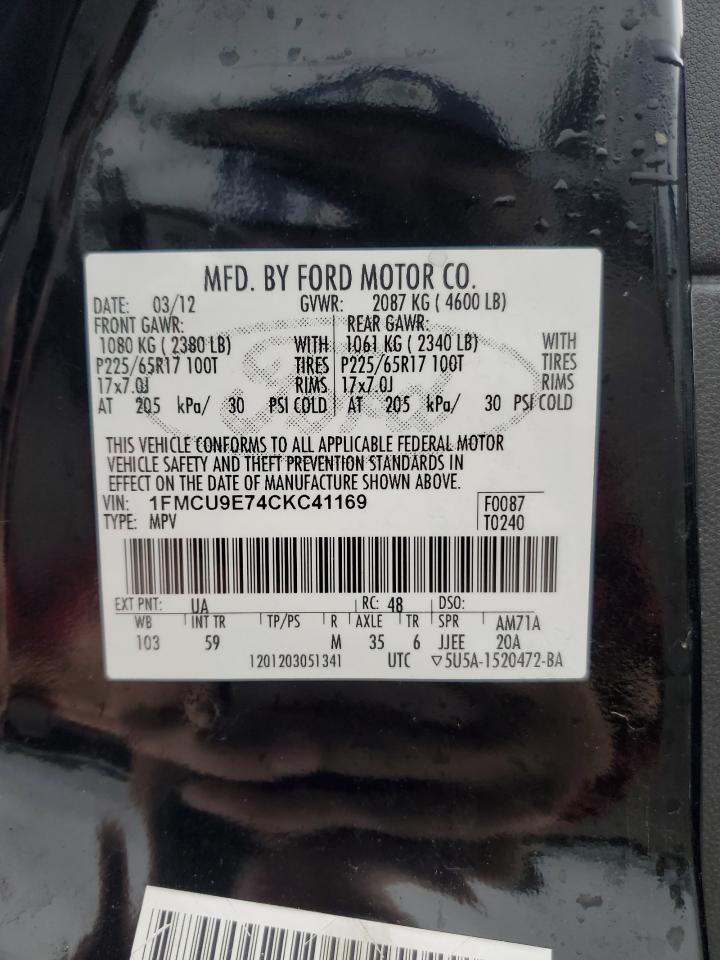 MFD. BY FORD MOTOR CO.
DATE: 03/12 GVWR: 2087 KG ( 4600 LB)
FRONT GAWR: REAR GAWR:
1080 KG ( 2380 LB) WITH 1061 KG ( 2340 LB) WITH
P225/65R17 100T TIRES P225/65R17 100T TIRES
17x7.0J RIMS 17x7.0J RIMS
AT 205 kPa/ 30 PSI COLD AT 205 kPa/ 30 PSI COLD
Ford
THIS VEHICLE CONFORMS TO ALL APPLICABLE FEDERAL MOTOR
VEHICLE SAFETY AND THEFT PREVENTION STANDARDS IN
EFFECT ON THE DATE OF MANUFACTURE SHOWN ABOVE.
VIN: 1FMCU9E74CKC41169 F0087
TYPE: MPV T0240
EXT PNT: UA RC: 48 DSO:
WB INT TR TP/PS R AXLE TR SPR AM71A
103 59 M 35 6 JJEE 20A
1201203051341 UTC ▽5U5A-1520472-BA